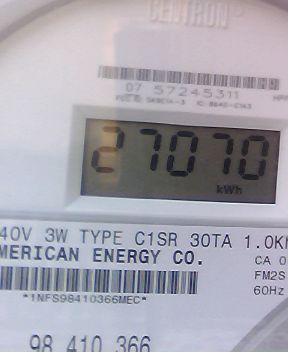 CENTRON
07 57245311
27070
kWh
40V 3W TYPE C1SR 30TA 1.0K
MERICAN ENERGY CO.
CA 0
FM2S
60Hz
*1NFS98410366MEC*
98 410 366